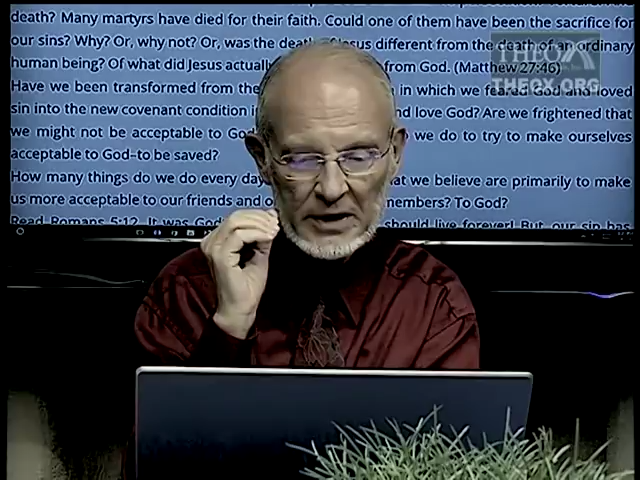 death? Many martyrs have died for their faith. Could one of them have been the sacrifice for
our sins? Why? Or, why not? Or, was the death Jesus different from the death of an ordinary
human being? Of what did Jesus actually from God. (Matthew 27:46)
THEOX
THEOX.ORG
Have we been transformed from the in which we feared God and loved
sin into the new covenant condition and love God? Are we frightened that
we might not be acceptable to God we do to try to make ourselves
acceptable to God–to be saved?
How many things do we do every day that we believe are primarily to make
us more acceptable to our friends and members? To God?
Read Romans 5:12. It was God should live forever! But, our sin has